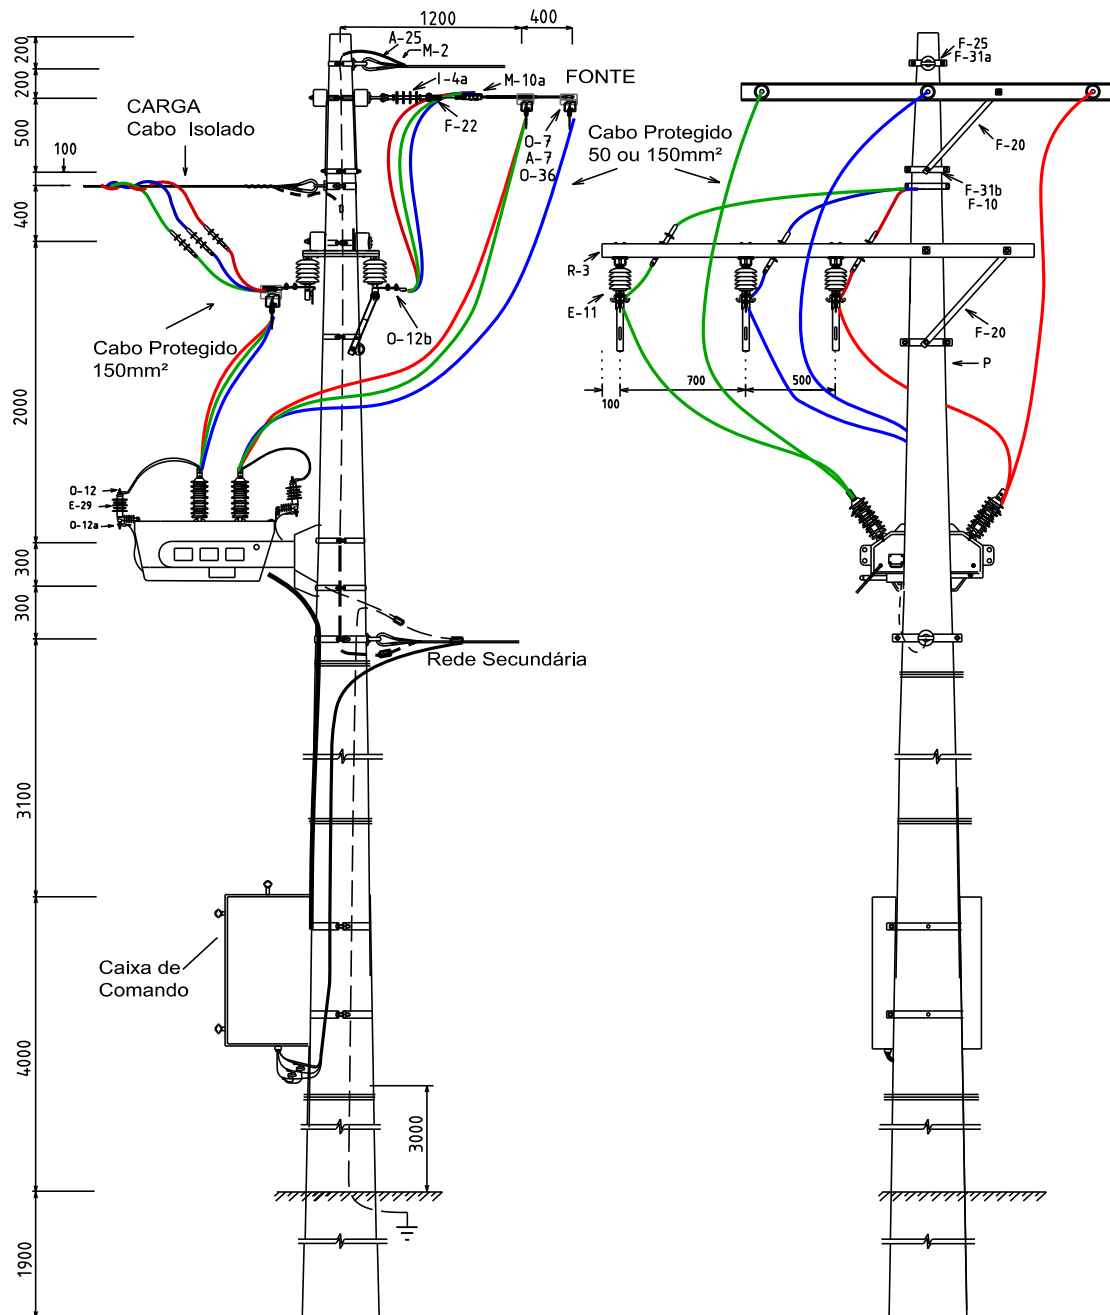 1200
400
A-25
M-2
I-4a
M-10a
FONTE
F-22
O-7
A-7
O-36
CARGA
Cabo Isolado
Cabo Protegido
50 ou 150mm²
F-25
F-31a
F-20
F-31b
F-10
R-3
E-11
F-20
P
100
700
500
O-12b
Cabo Protegido
150mm²
O-12
E-29
O-12a
Rede Secundária
Caixa de
Comando
3000
200
200
500
100
400
2000
300
300
3100
4000
1900